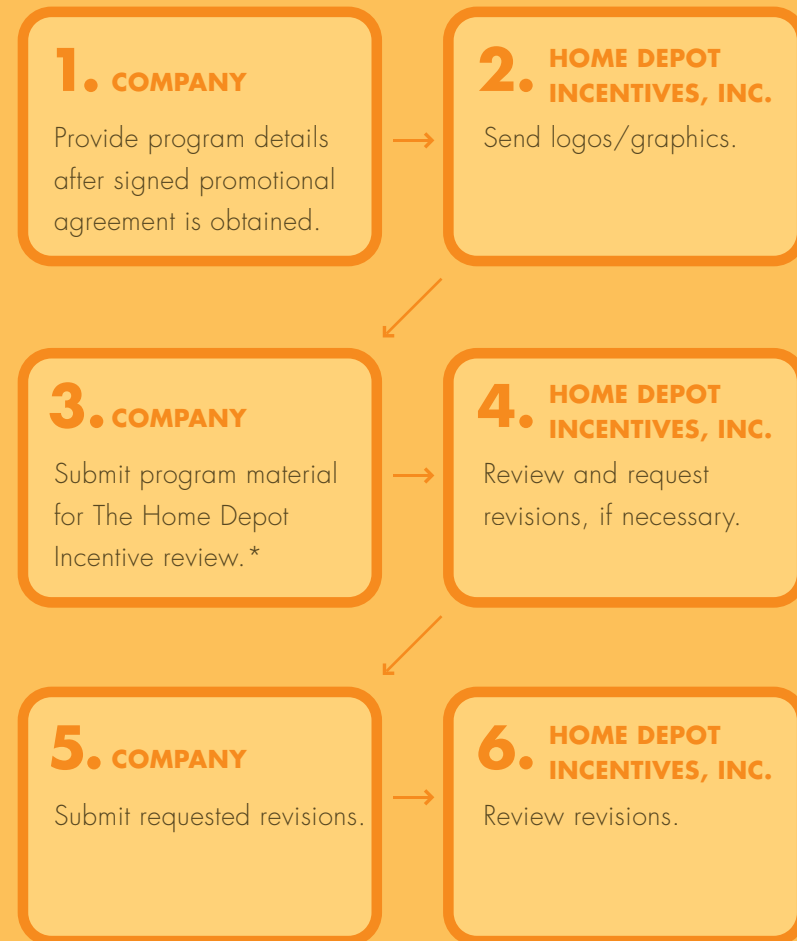 1. COMPANY
Provide program details
after signed promotional
agreement is obtained.
2. HOME DEPOT
INCENTIVES, INC.
Send logos/graphics.
3. COMPANY
Submit program material
for The Home Depot
Incentive review.*
4. HOME DEPOT
INCENTIVES, INC.
Review and request
revisions, if necessary.
5. COMPANY
Submit requested revisions.
6. HOME DEPOT
INCENTIVES, INC.
Review revisions.